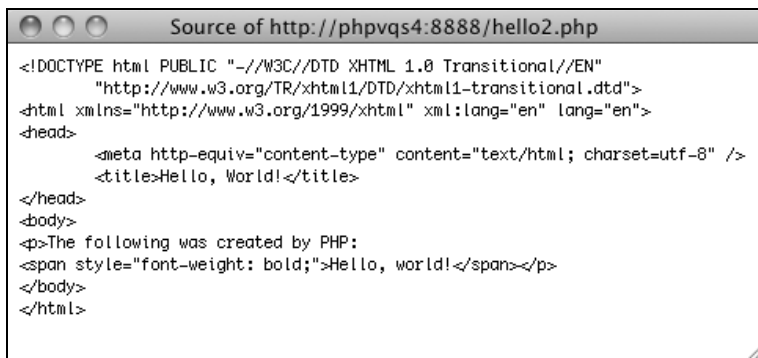 Source of http://phpvqs4:8888/hello2.php
<!DOCTYPE html PUBLIC "-//W3C//DTD XHTML 1.0 Transitional//EN"
"http://www.w3.org/TR/xhtml1/DTD/xhtml1-transitional.dtd">
<html xmlns="http://www.w3.org/1999/xhtml" xml:lang="en" lang="en">
<head>
<meta http-equiv="content-type" content="text/html; charset=utf-8" />
<title>Hello, World!</title>
</head>
<body>
<p>The following was created by PHP:
<span style="font-weight: bold;">Hello, world!</span></p>
</body>
</html>